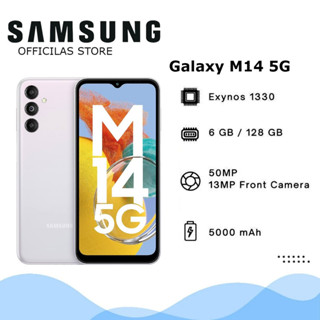 SAMSUNG
OFFICILAS STORE
Galaxy M14 5G
M
14
5G
Exynos 1330
6 GB / 128 GB
50MP
13MP Front Camera
5000 mAh